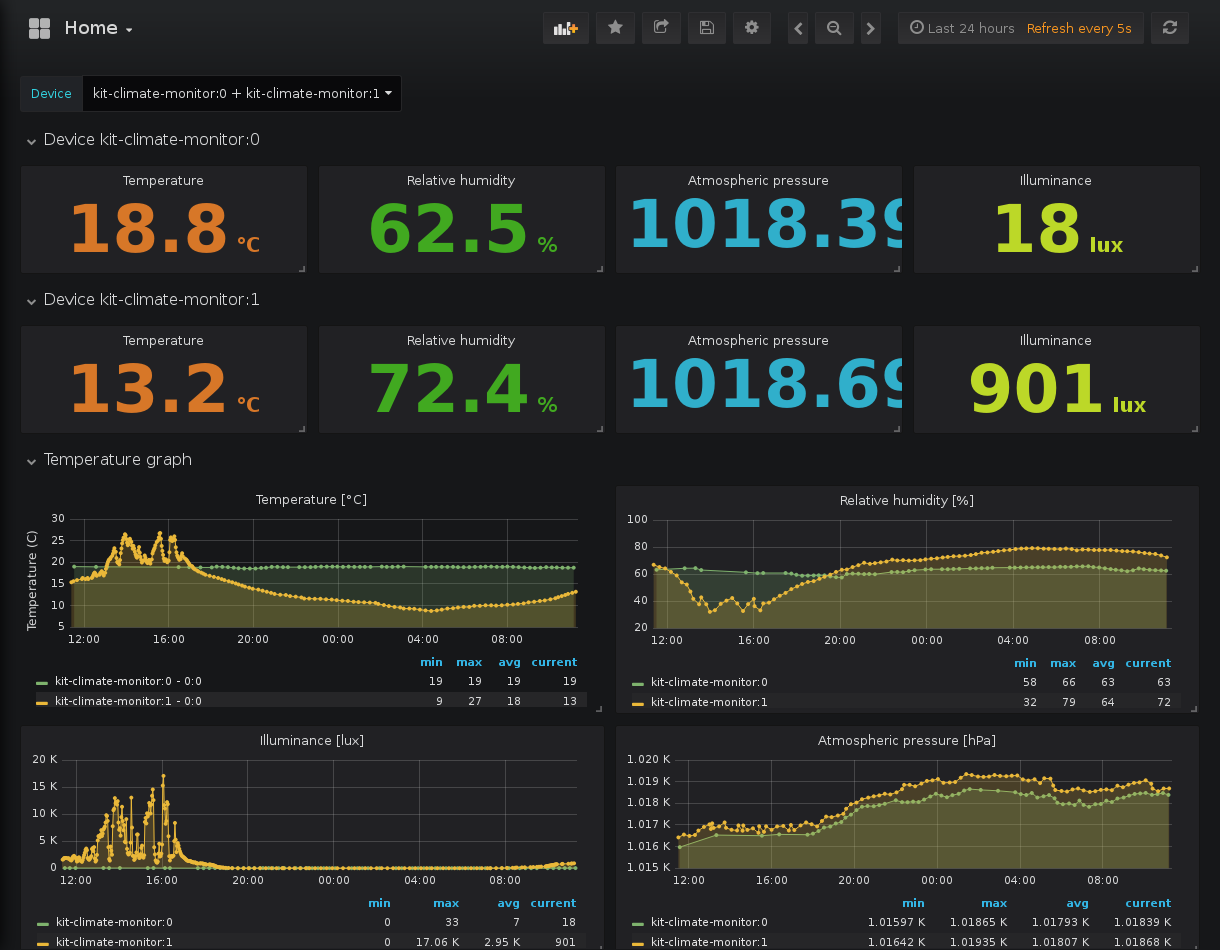 Home
Last 24 hours Refresh every 5s
Device kit-climate-monitor:0 + kit-climate-monitor:1
Device kit-climate-monitor:0
Temperature Relative humidity Atmospheric pressure Illuminance
18.8 °C 62.5 % 1018.39 18 lux
Device kit-climate-monitor:1
Temperature Relative humidity Atmospheric pressure Illuminance
13.2 °C 72.4 % 1018.69 901 lux
Temperature graph
Temperature [°C]
Temperature (C)
30
25
20
15
10
5
12:00 16:00 20:00 00:00 04:00 08:00
min max avg current
kit-climate-monitor:0 - 0:0 19 19 19 19
kit-climate-monitor:1 - 0:0 9 27 18 13
Relative humidity [%]
100
80
60
40
20
12:00 16:00 20:00 00:00 04:00 08:00
min max avg current
kit-climate-monitor:0 58 66 63 63
kit-climate-monitor:1 32 79 64 72
Illuminance [lux]
20 K
15 K
10 K
5 K
0
12:00 16:00 20:00 00:00 04:00 08:00
min max avg current
kit-climate-monitor:0 0 33 7 18
kit-climate-monitor:1 0 17.06 K 2.95 K 901
Atmospheric pressure [hPa]
1.020 K
1.019 K
1.018 K
1.017 K
1.016 K
1.015 K
12:00 16:00 20:00 00:00 04:00 08:00
min max avg current
kit-climate-monitor:0 1.01597 K 1.01865 K 1.01793 K 1.01839 K
kit-climate-monitor:1 1.01642 K 1.01935 K 1.01807 K 1.01868 K